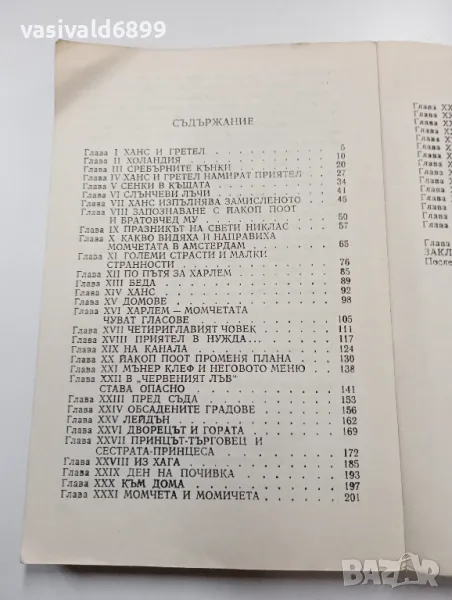 vasivald6899
СЪДЪРЖАНИЕ
Глава I ХАНС И ГРЕТЕЛ . . . . . . . 5
Глава II ХОЛАНДИЯ . . . . . . . 10
Глава III СРЕБЪРНИТЕ КЪНКИ . . . . . . 20
Глава IV ХАНС И ГРЕТЕЛ НАМИРАТ ПРИЯТЕЛ . . 27
Глава V СЕНКИ В КЪЩАТА . . . . . . 34
Глава VI СЛЪНЧЕВИ ЛЪЧИ . . . . . . 41
Глава VII ХАНС ИЗПЪЛНЯВА ЗАМИСЛЕНОТО . . 45
Глава VIII ЗАПОЗНАВАНЕ С ЙАКОП ПООТ
И БРАТОВЧЕД МУ . . . . . . 50
Глава IX ПРАЗНИКЪТ НА СВЕТИ НИКЛАС . . . 57
Глава X КАКВО ВИДЯХА И НАПРАВИХА
МОМЧЕТАТА В АМСТЕРДАМ . . . . 65
Глава XI ГОЛЕМИ СТРАСТИ И МАЛКИ
СТРАННОСТИ . . . . . . . 76
Глава XII ПО ПЪТЯ ЗА ХАРЛЕМ . . . . . 85
Глава XIII БЕДА . . . . . . . . 89
Глава XIV ХАНС . . . . . . . . 92
Глава XV ДОМОВЕ . . . . . . . . 98
Глава XVI ХАРЛЕМ — МОМЧЕТАТА
ЧУВАТ ГЛАСОВЕ . . . . . . 105
Глава XVII ЧЕТИРИГЛАВИЯТ ЧОВЕК . . . . 111
Глава XVIII ПРИЯТЕЛ В НУЖДА... . . . . 117
Глава XIX НА КАНАЛА . . . . . . . 124
Глава XX ЙАКОП ПООТ ПРОМЕНЯ ПЛАНА . . . 130
Глава XXI МЪНЕР КЛЕФ И НЕГОВОТО МЕНЮ . . 138
Глава XXII В „ЧЕРВЕНИЯТ ЛЪВ“
СТАВА ОПАСНО . . . . . . 141
Глава XXIII ПРЕД СЪДА . . . . . . . 153
Глава XXIV ОБСАДЕНИТЕ ГРАДОВЕ . . . . 156
Глава XXV ЛЕЙДЪН . . . . . . . . 162
Глава XXVI ДВОРЕЦЪТ И ГОРАТА . . . . . 169
Глава XXVII ПРИНЦЪТ-ТЪРГОВЕЦ И
СЕСТРАТА-ПРИНЦЕСА . . . . . 172
Глава XXVIII ИЗ ХАГА . . . . . . . 185
Глава XXIX ДЕН НА ПОЧИВКА . . . . . 193
Глава XXX КЪМ ДОМА . . . . . . . 197
Глава XXXI МОМЧЕТА И МОМИЧЕТА . . . . 201
BAZAR.bg